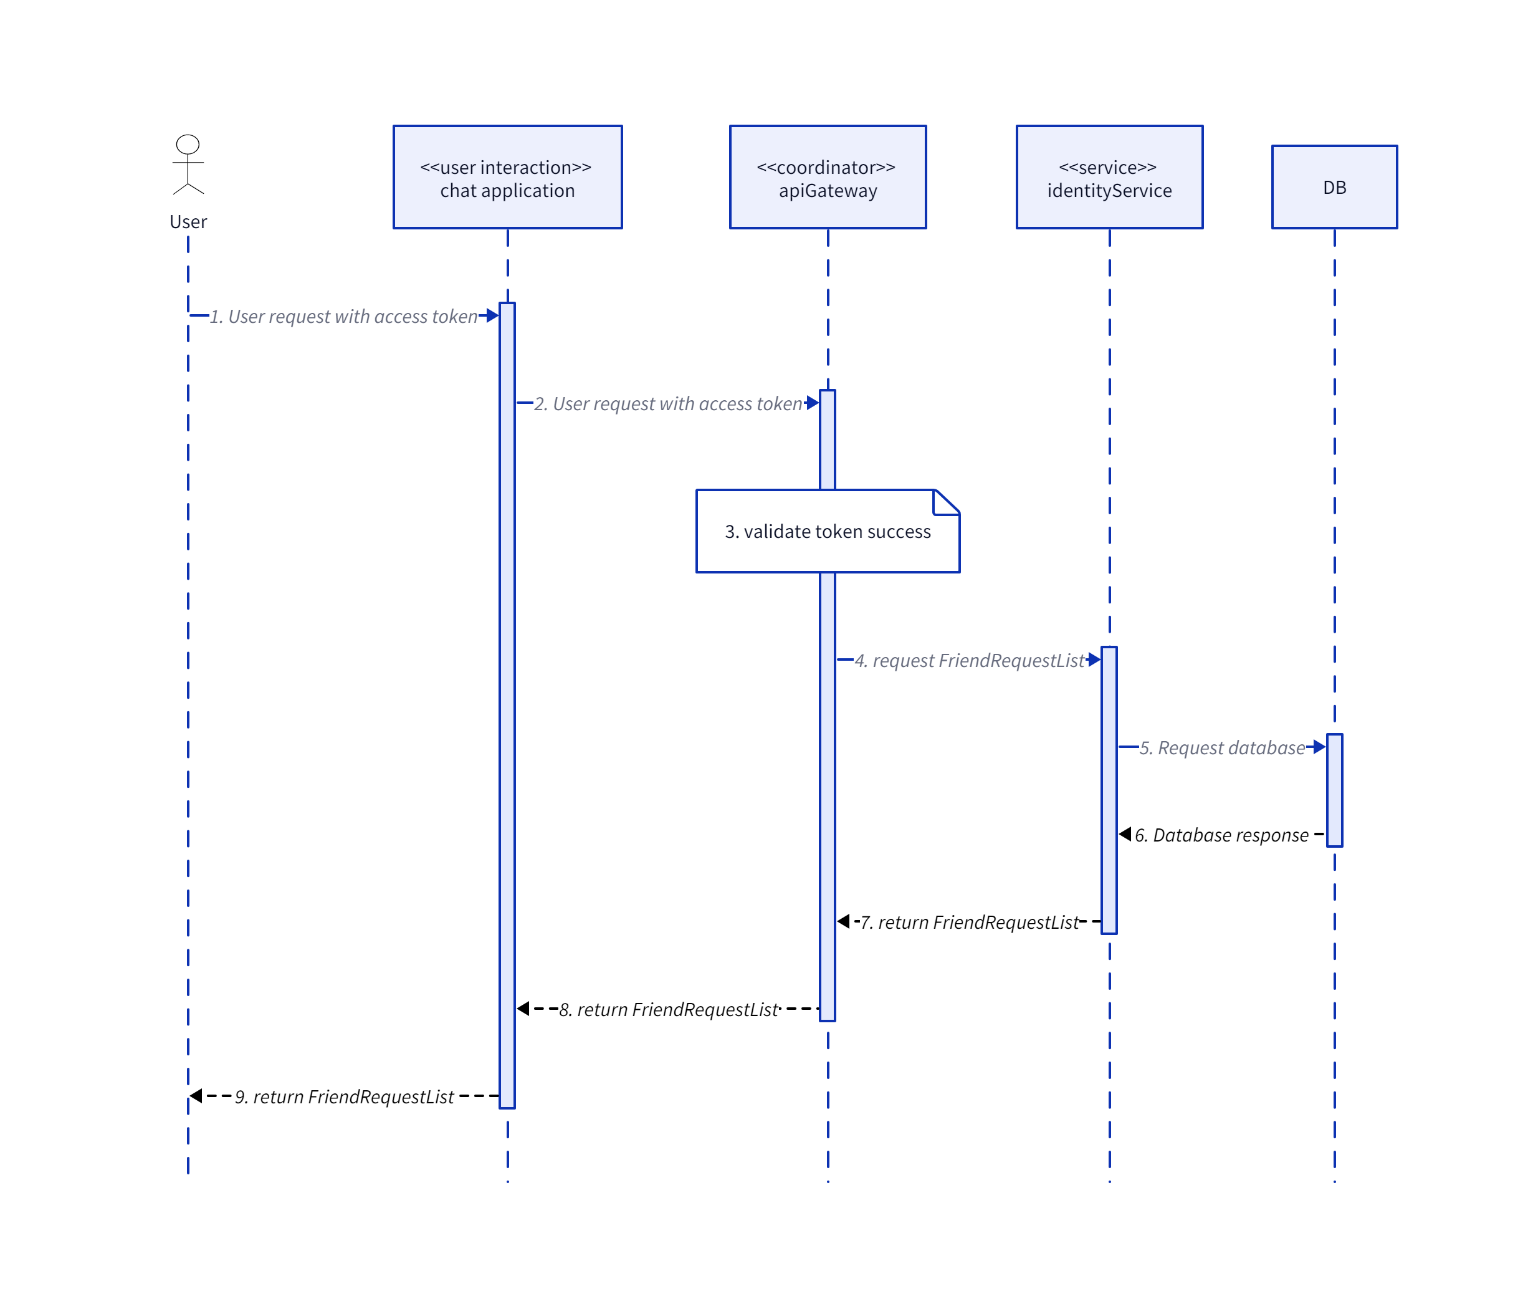 User
<<user interaction>>
chat application
<<coordinator>>
apiGateway
<<service>>
identityService
DB
1. User request with access token
2. User request with access token
3. validate token success
4. request FriendRequestList
5. Request database
6. Database response
7. return FriendRequestList
8. return FriendRequestList
9. return FriendRequestList